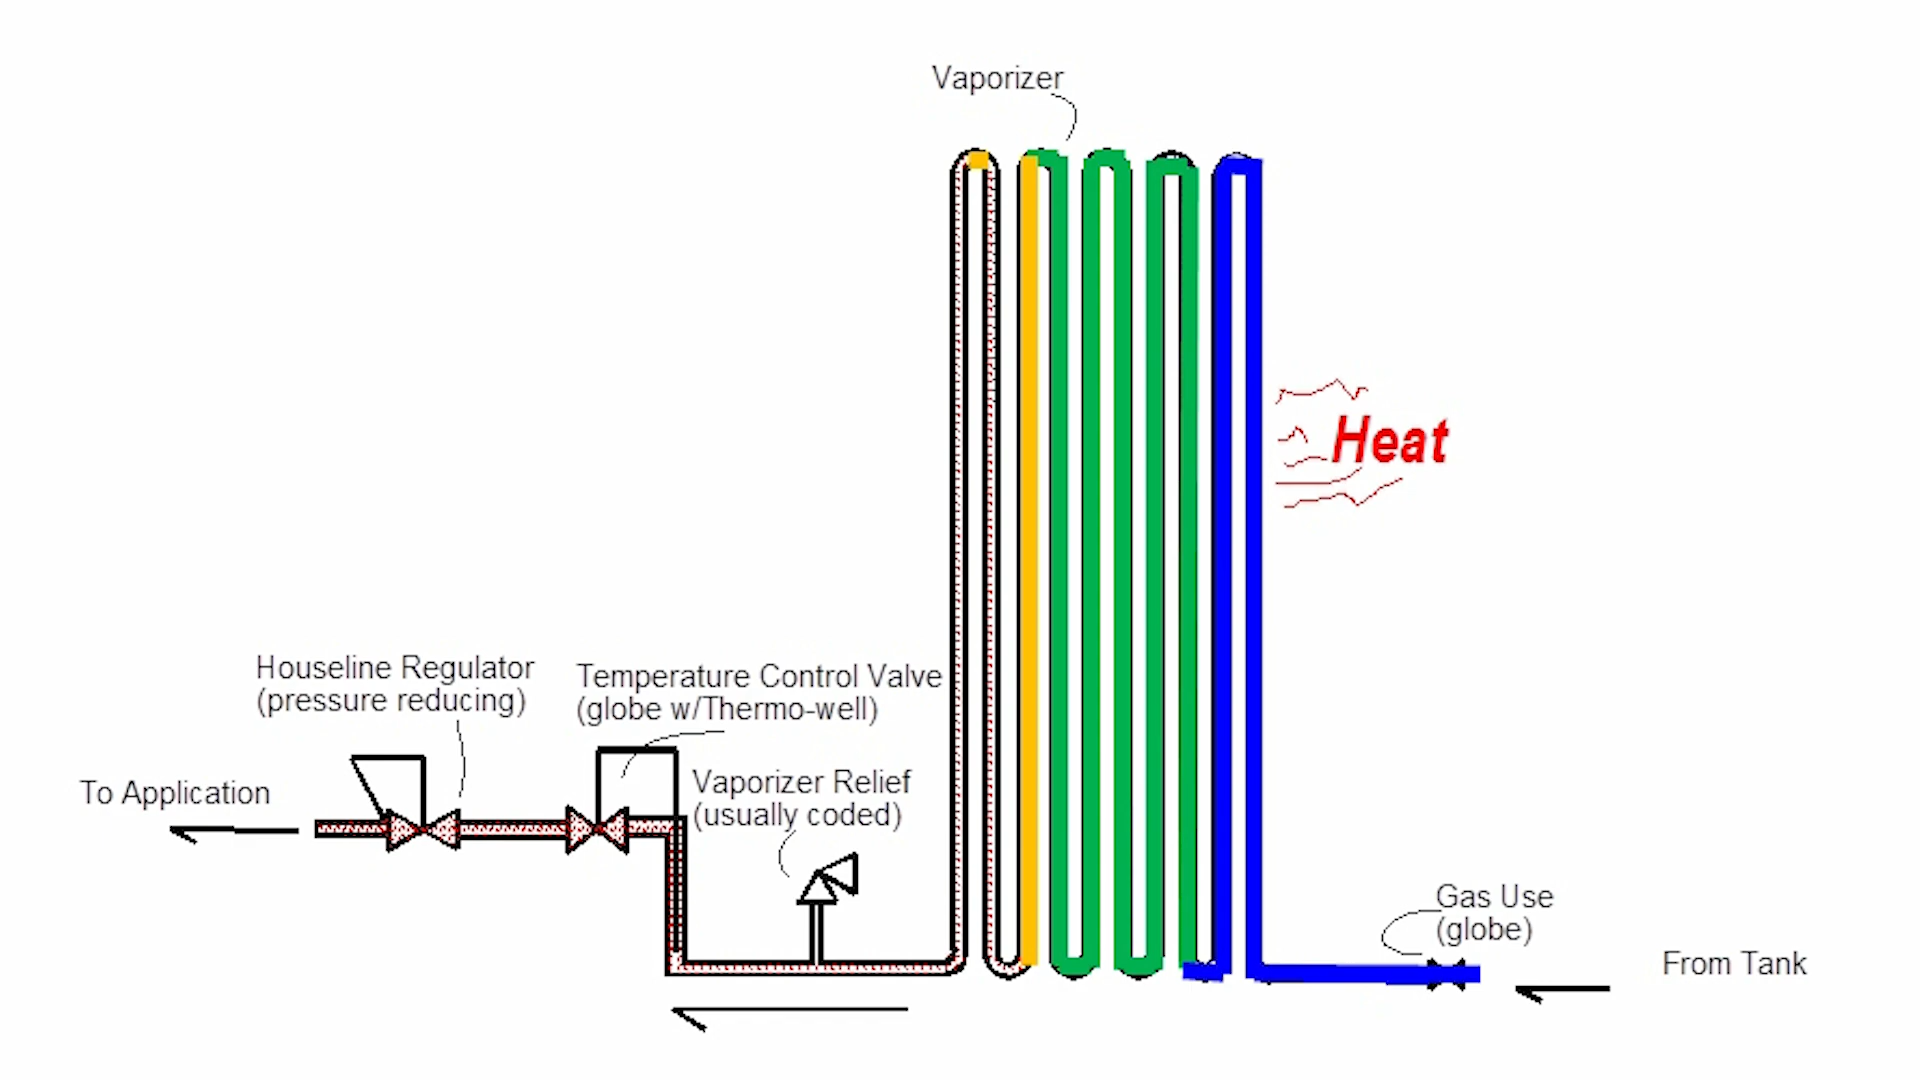 Vaporizer
Heat
Houseline Regulator
(pressure reducing)
Temperature Control Valve
(globe w/Thermo-well)
Vaporizer Relief
(usually coded)
To Application
Gas Use
(globe)
From Tank